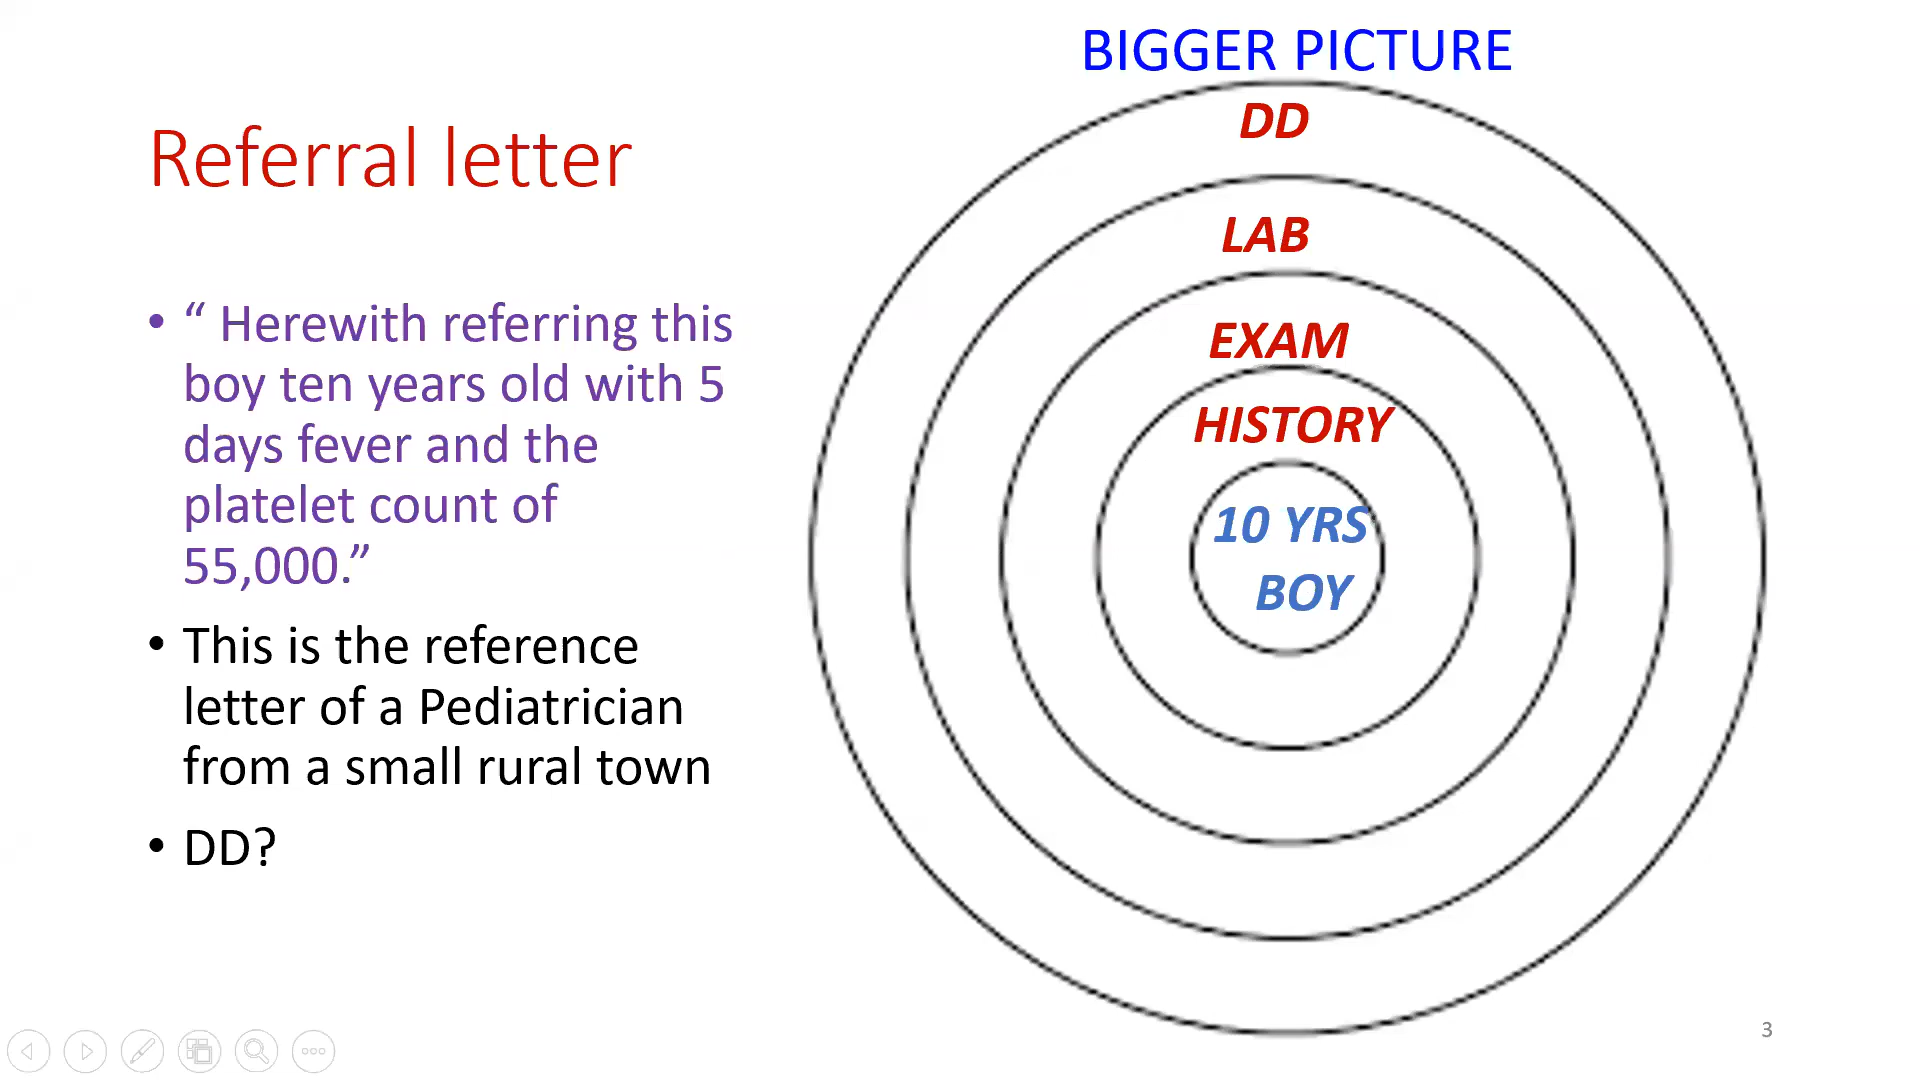 Referral letter
• “ Herewith referring this
boy ten years old with 5
days fever and the
platelet count of
55,000.”
• This is the reference
letter of a Pediatrician
from a small rural town
• DD?
BIGGER PICTURE
DD
LAB
EXAM
HISTORY
10 YRS
BOY
3